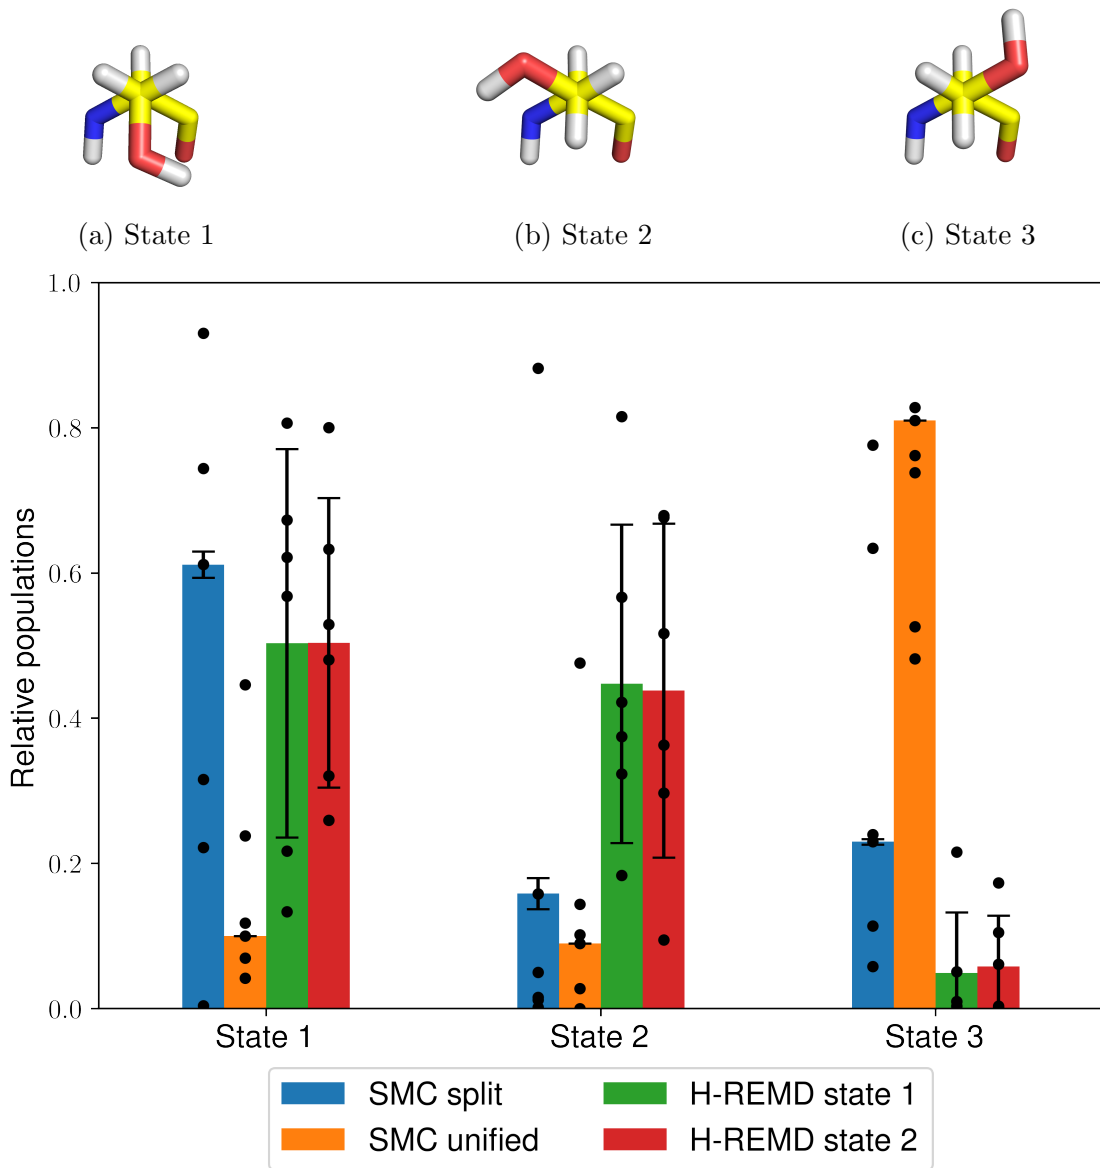 (a) State 1 (b) State 2 (c) State 3
1.0
0.8
0.6
0.4
0.2
0.0
Relative populations
State 1 State 2 State 3
SMC split H-REMD state 1
SMC unified H-REMD state 2